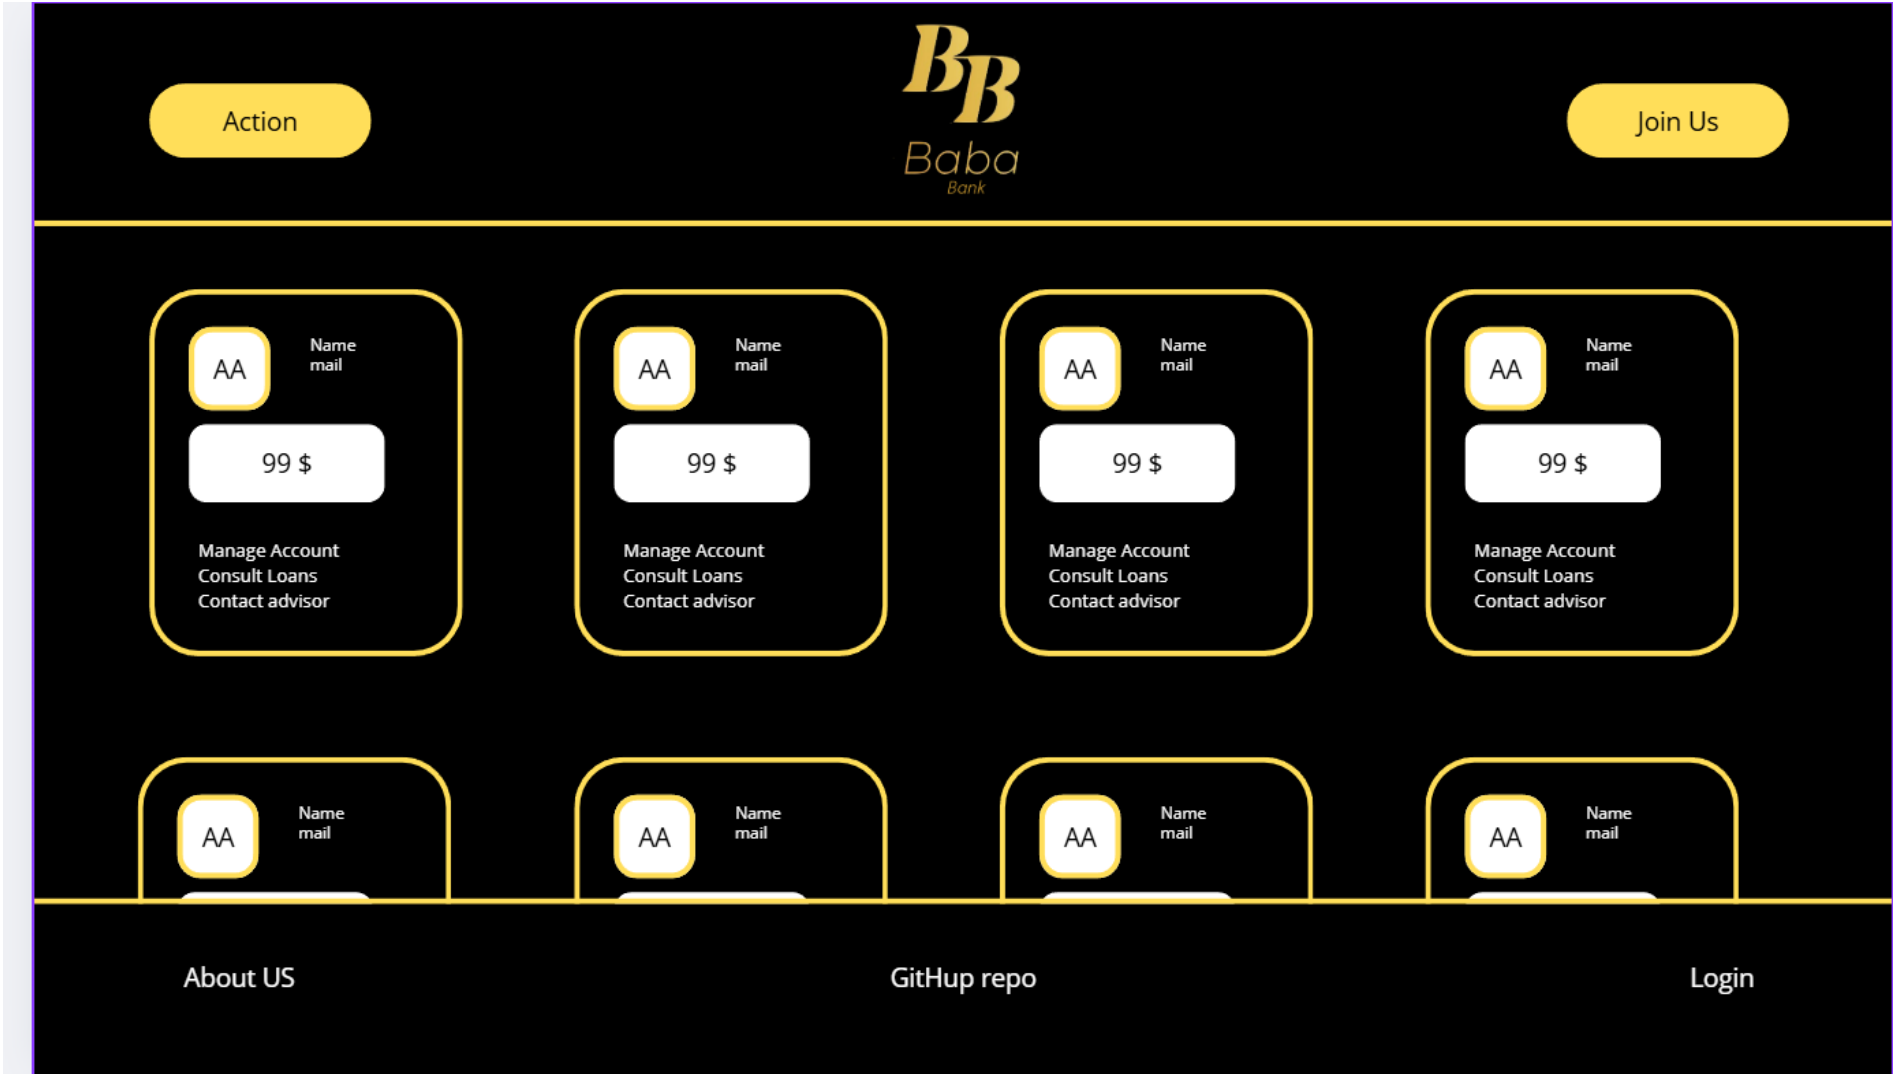 Action
BB
Baba
Bank
Join Us
AA
Name
mail
99 $
Manage Account
Consult Loans
Contact advisor
AA
Name
mail
99 $
Manage Account
Consult Loans
Contact advisor
AA
Name
mail
99 $
Manage Account
Consult Loans
Contact advisor
AA
Name
mail
99 $
Manage Account
Consult Loans
Contact advisor
AA
Name
mail
AA
Name
mail
AA
Name
mail
AA
Name
mail
About US
GitHup repo
Login